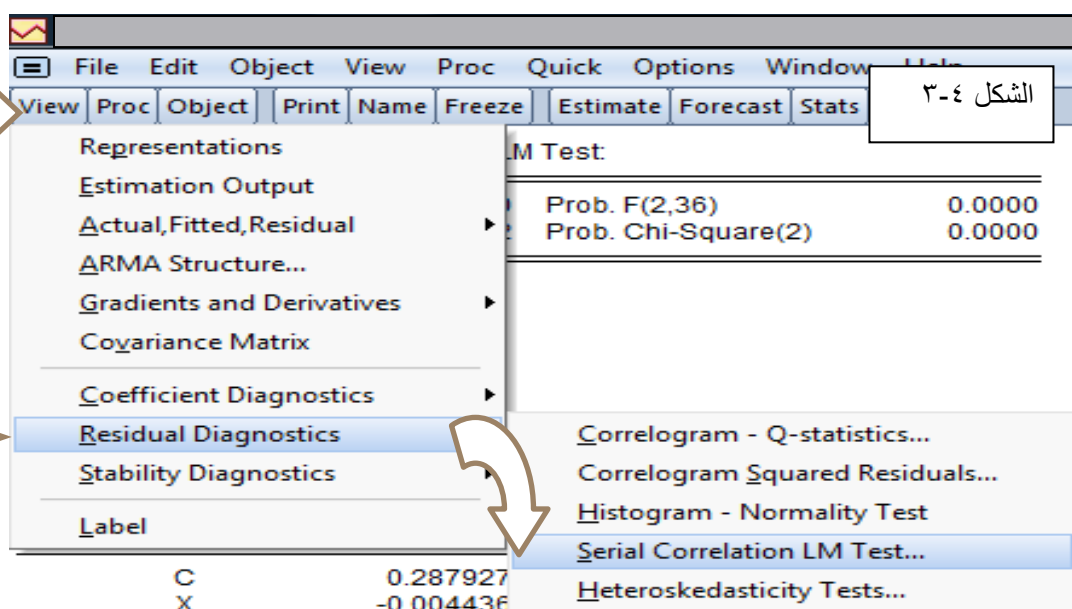 File Edit Object View Proc Quick Options Window
View Proc Object Print Name Freeze Estimate Forecast Stats
الشكل ٤-٣
Representations
Estimation Output
Actual,Fitted,Residual
ARMA Structure...
Gradients and Derivatives
Covariance Matrix
Coefficient Diagnostics
Residual Diagnostics
Stability Diagnostics
Label
LM Test:
Prob. F(2,36) 0.0000
Prob. Chi-Square(2) 0.0000
Correlogram - Q-statistics...
Correlogram Squared Residuals...
Histogram - Normality Test
Serial Correlation LM Test...
Heteroskedasticity Tests...
C 0.287927
X -0.004436